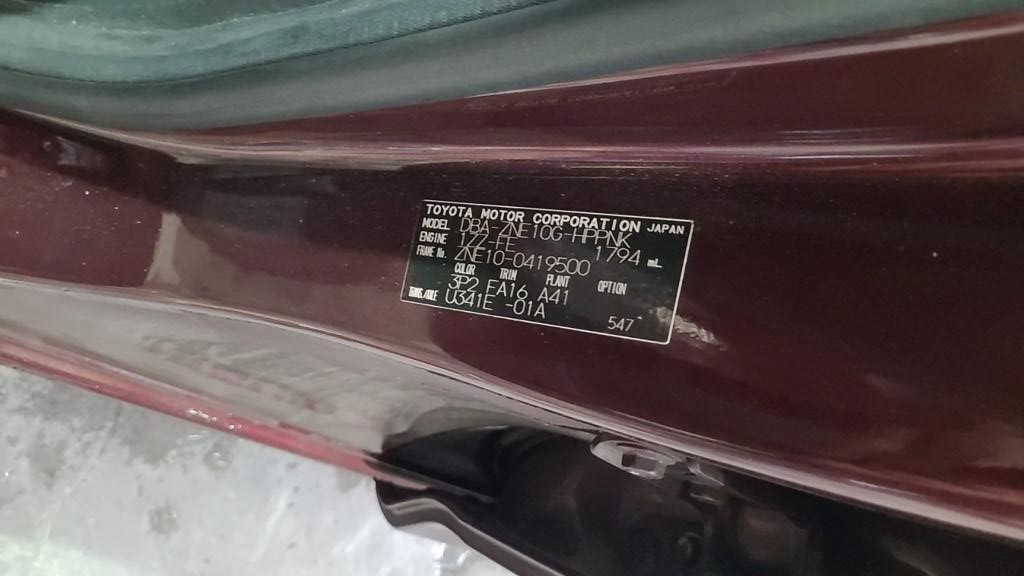 TOYOTA MOTOR CORPORATION JAPAN
MODEL DBA-ZNE10G-HPPNK
ENGINE 1ZZ-FE 1794 mL
FRAME No. ZNE10-0419500
COLOR TRIM PLANT OPTION
3P2 FA16 A41
TRANS./AXLE U341E -01A
547